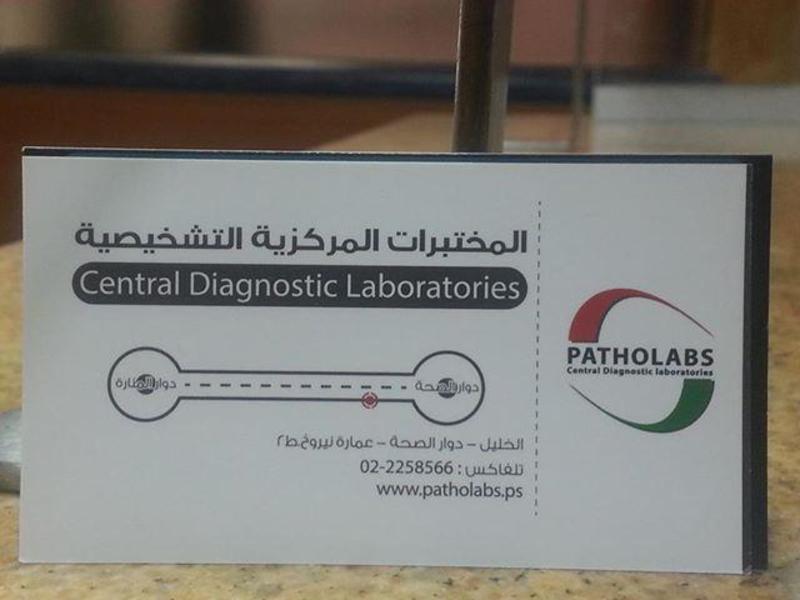 المختبرات المركزية التشخيصية
Central Diagnostic Laboratories
دوار الصحة
دوار المنارة
الخليل – دوار الصحة – عمارة نيروخ.ط٢
تلفاكس : 02-2258566
www.patholabs.ps
PATHOLABS
Central Diagnostic laboratories